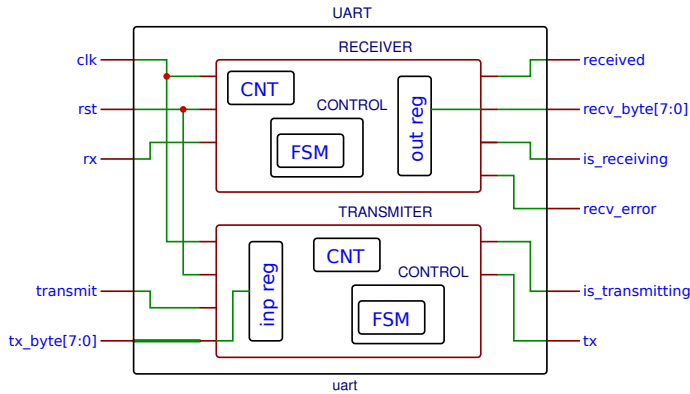 UART
RECEIVER
clk
received
CNT
CONTROL
rst
recv_byte[7:0]
out reg
FSM
rx
is_receiving
recv_error
TRANSMITER
CNT
CONTROL
inp reg
transmit
is_transmitting
FSM
tx_byte[7:0]
tx
uart